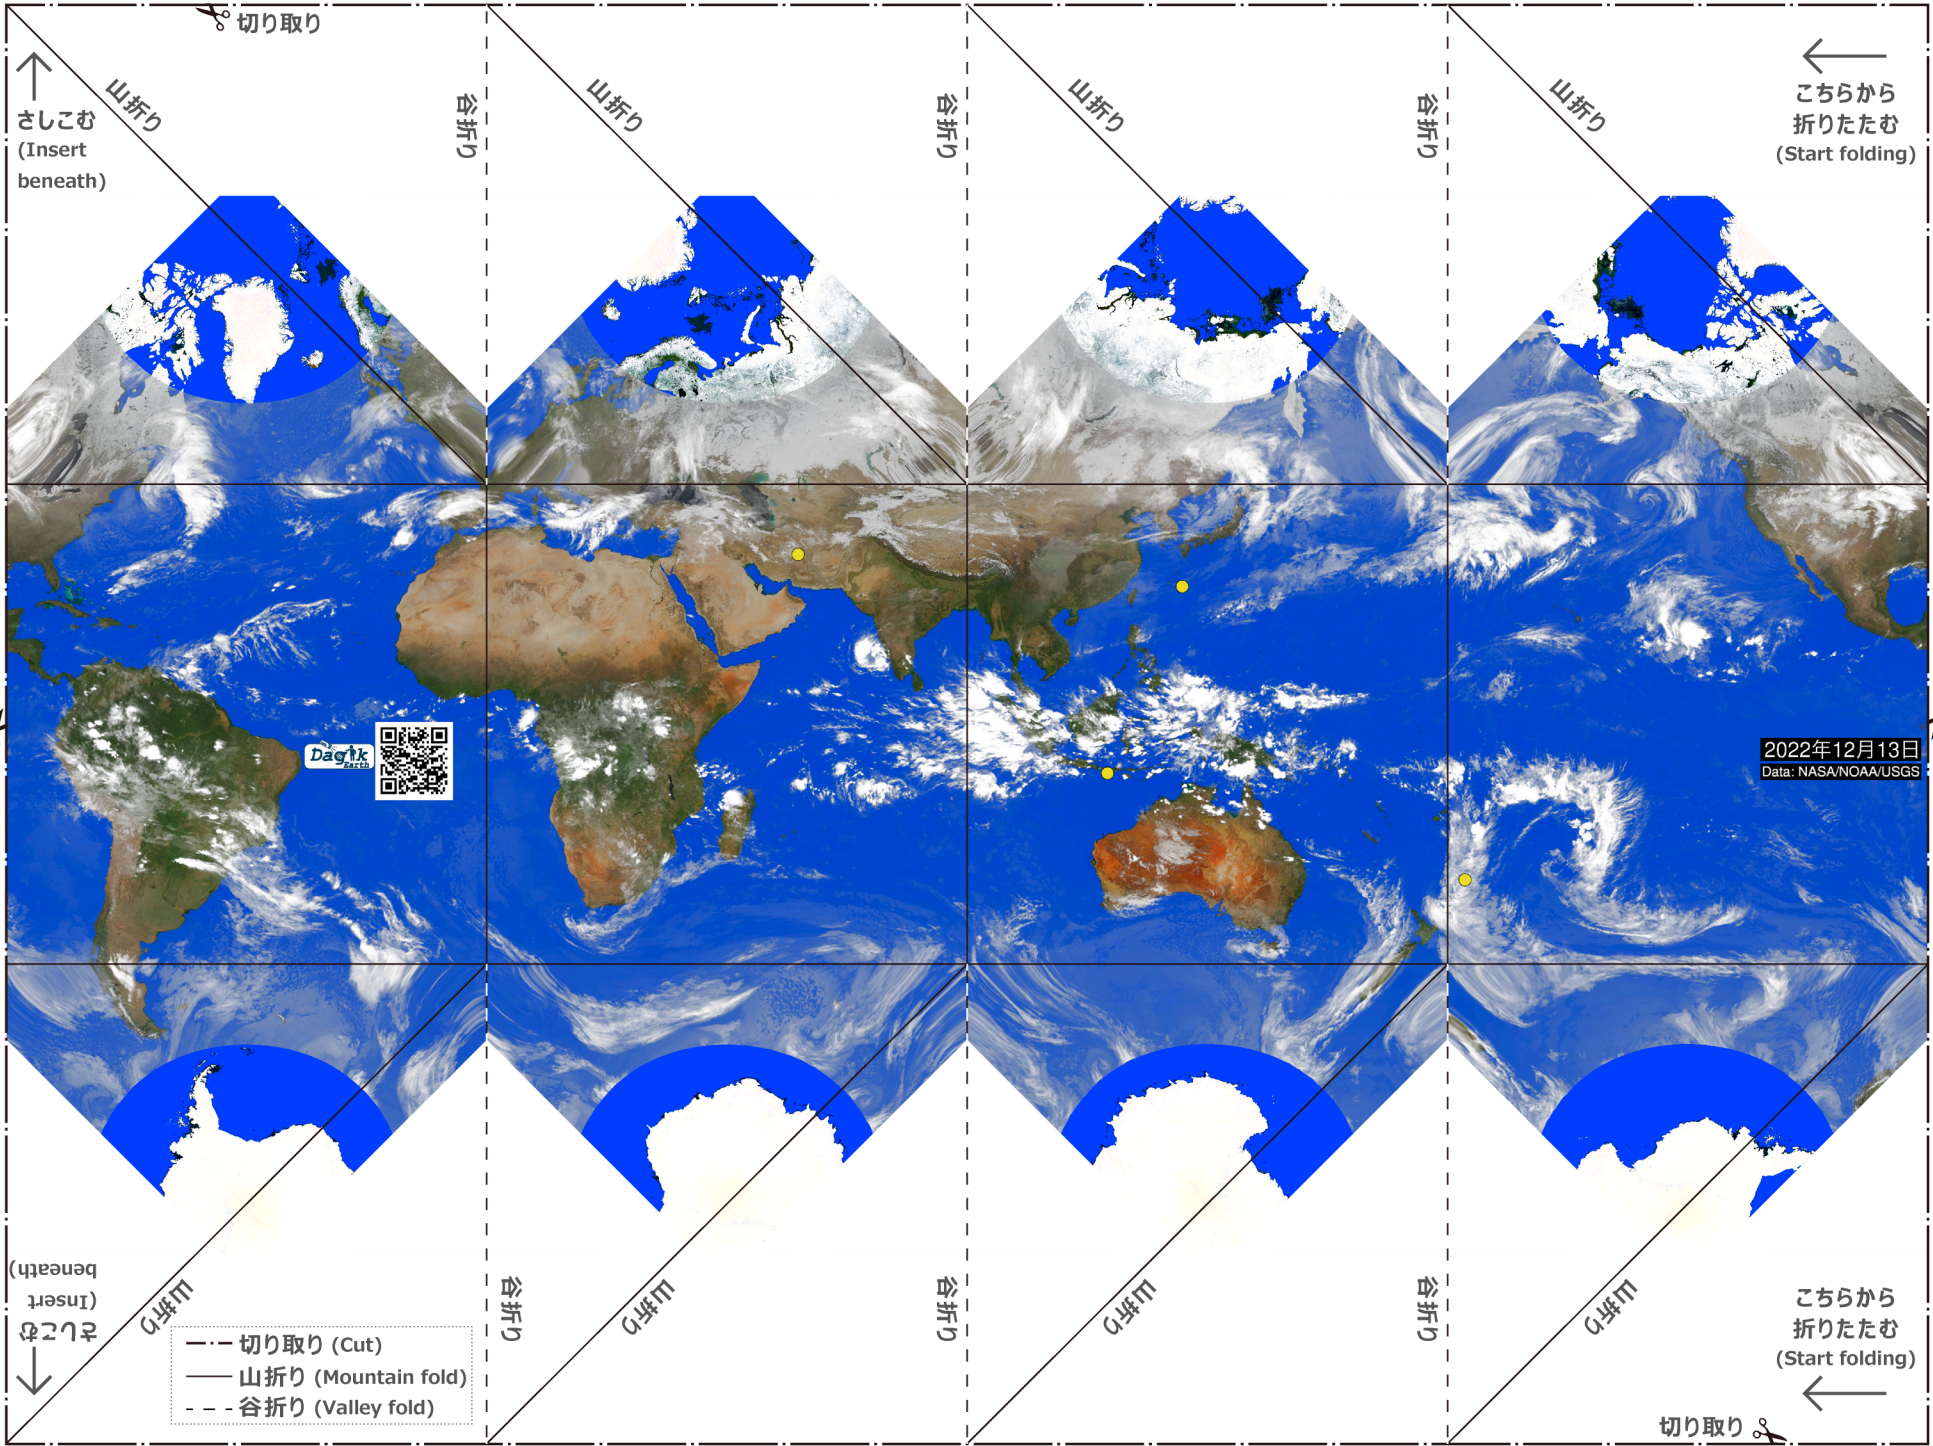 切り取り
山折り
谷折り
山折り
谷折り
山折り
谷折り
山折り
さしこむ
(Insert
beneath)
こちらから
折りたたむ
(Start folding)
Dagik
Earth
2022年12月13日
Data: NASA/NOAA/USGS
さしこむ
(Insert
beneath)
山折り
谷折り
山折り
谷折り
山折り
谷折り
山折り
こちらから
折りたたむ
(Start folding)
切り取り (Cut)
山折り (Mountain fold)
谷折り (Valley fold)
切り取り